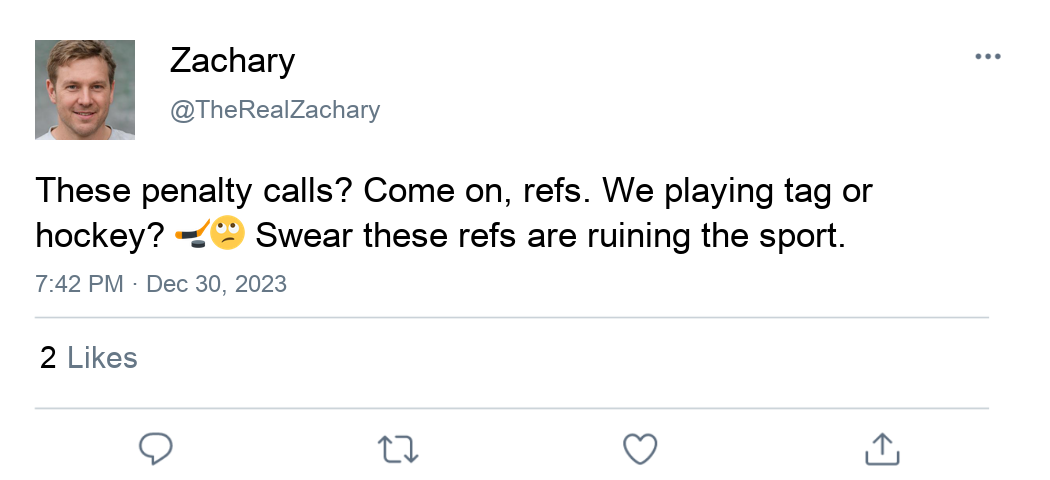 Zachary
@TheRealZachary
These penalty calls? Come on, refs. We playing tag or
hockey? 🏒🙄 Swear these refs are ruining the sport.
7:42 PM · Dec 30, 2023
2 Likes